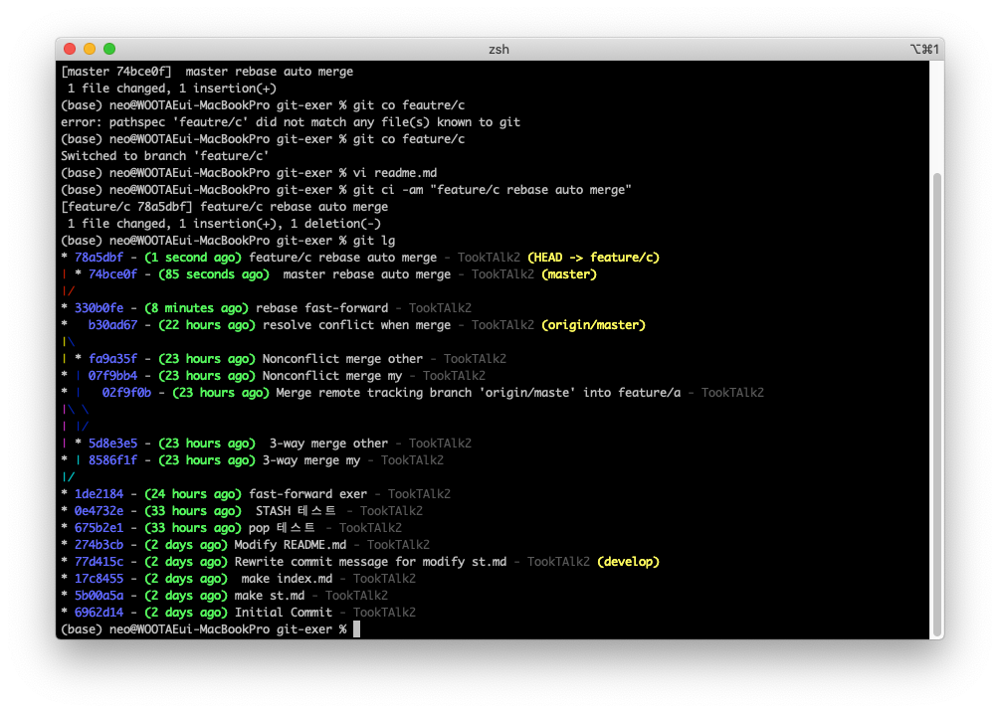 zsh
⌥⌘1
[master 74bce0f]  master rebase auto merge
 1 file changed, 1 insertion(+)
(base) neo@WOOTAEui-MacBookPro git-exer % git co feautre/c
error: pathspec 'feautre/c' did not match any file(s) known to git
(base) neo@WOOTAEui-MacBookPro git-exer % git co feature/c
Switched to branch 'feature/c'
(base) neo@WOOTAEui-MacBookPro git-exer % vi readme.md
(base) neo@WOOTAEui-MacBookPro git-exer % git ci -am "feature/c rebase auto merge"
[feature/c 78a5dbf] feature/c rebase auto merge
 1 file changed, 1 insertion(+), 1 deletion(-)
(base) neo@WOOTAEui-MacBookPro git-exer % git lg
* 78a5dbf - (1 second ago) feature/c rebase auto merge - TookTAlk2 (HEAD -> feature/c)
| * 74bce0f - (85 seconds ago)  master rebase auto merge - TookTAlk2 (master)
|/
* 330b0fe - (8 minutes ago) rebase fast-forward - TookTAlk2
*   b30ad67 - (22 hours ago) resolve conflict when merge - TookTAlk2 (origin/master)
|\
| * fa9a35f - (23 hours ago) Nonconflict merge other - TookTAlk2
* | 07f9bb4 - (23 hours ago) Nonconflict merge my - TookTAlk2
* |   02f9f0b - (23 hours ago) Merge remote tracking branch 'origin/maste' into feature/a - TookTAlk2
|\ \
| |/
| * 5d8e3e5 - (23 hours ago)  3-way merge other - TookTAlk2
* | 8586f1f - (23 hours ago) 3-way merge my - TookTAlk2
|/
* 1de2184 - (24 hours ago) fast-forward exer - TookTAlk2
* 0e4732e - (33 hours ago)  STASH 테스트 - TookTAlk2
* 675b2e1 - (33 hours ago) pop 테스트 - TookTAlk2
* 274b3cb - (2 days ago) Modify README.md - TookTAlk2
* 77d415c - (2 days ago) Rewrite commit message for modify st.md - TookTAlk2 (develop)
* 17c8455 - (2 days ago)  make index.md - TookTAlk2
* 5b00a5a - (2 days ago) make st.md - TookTAlk2
* 6962d14 - (2 days ago) Initial Commit - TookTAlk2
(base) neo@WOOTAEui-MacBookPro git-exer %